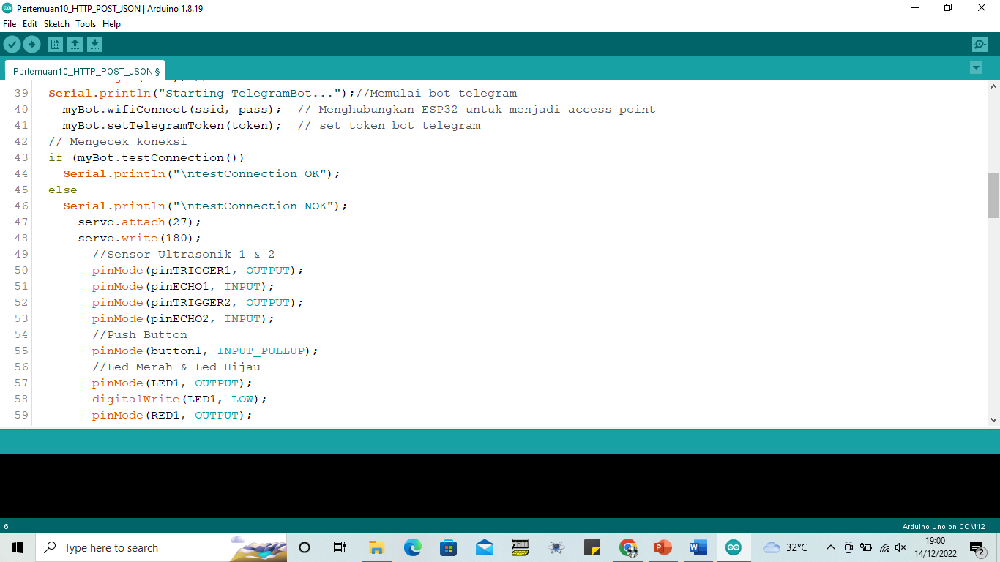 Pertemuan10_HTTP_POST_JSON | Arduino 1.8.19
File Edit Sketch Tools Help
Pertemuan10_HTTP_POST_JSON §
39 Serial.println("Starting TelegramBot...");//Memulai bot telegram
40 myBot.wifiConnect(ssid, pass); // Menghubungkan ESP32 untuk menjadi access point
41 myBot.setTelegramToken(token); // set token bot telegram
42 // Mengecek koneksi
43 if (myBot.testConnection())
44 Serial.println("\ntestConnection OK");
45 else
46 Serial.println("\ntestConnection NOK");
47 servo.attach(27);
48 servo.write(180);
49 //Sensor Ultrasonik 1 & 2
50 pinMode(pinTRIGGER1, OUTPUT);
51 pinMode(pinECHO1, INPUT);
52 pinMode(pinTRIGGER2, OUTPUT);
53 pinMode(pinECHO2, INPUT);
54 //Push Button
55 pinMode(button1, INPUT_PULLUP);
56 //Led Merah & Led Hijau
57 pinMode(LED1, OUTPUT);
58 digitalWrite(LED1, LOW);
59 pinMode(RED1, OUTPUT);
6 Arduino Uno on COM12
Type here to search
32°C
19:00
14/12/2022
2